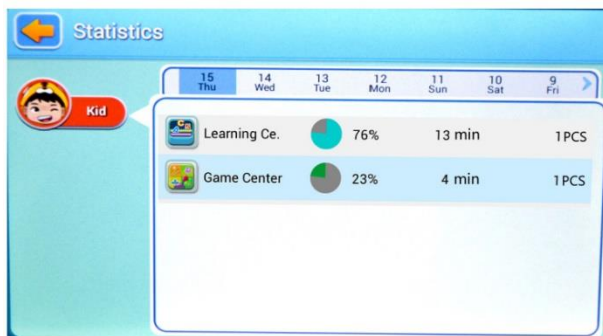 Statistics
15 14 13 12 11 10 9
Thu Wed Tue Mon Sun Sat Fri
Kid
Learning Ce. 76% 13 min 1PCS
Game Center 23% 4 min 1PCS